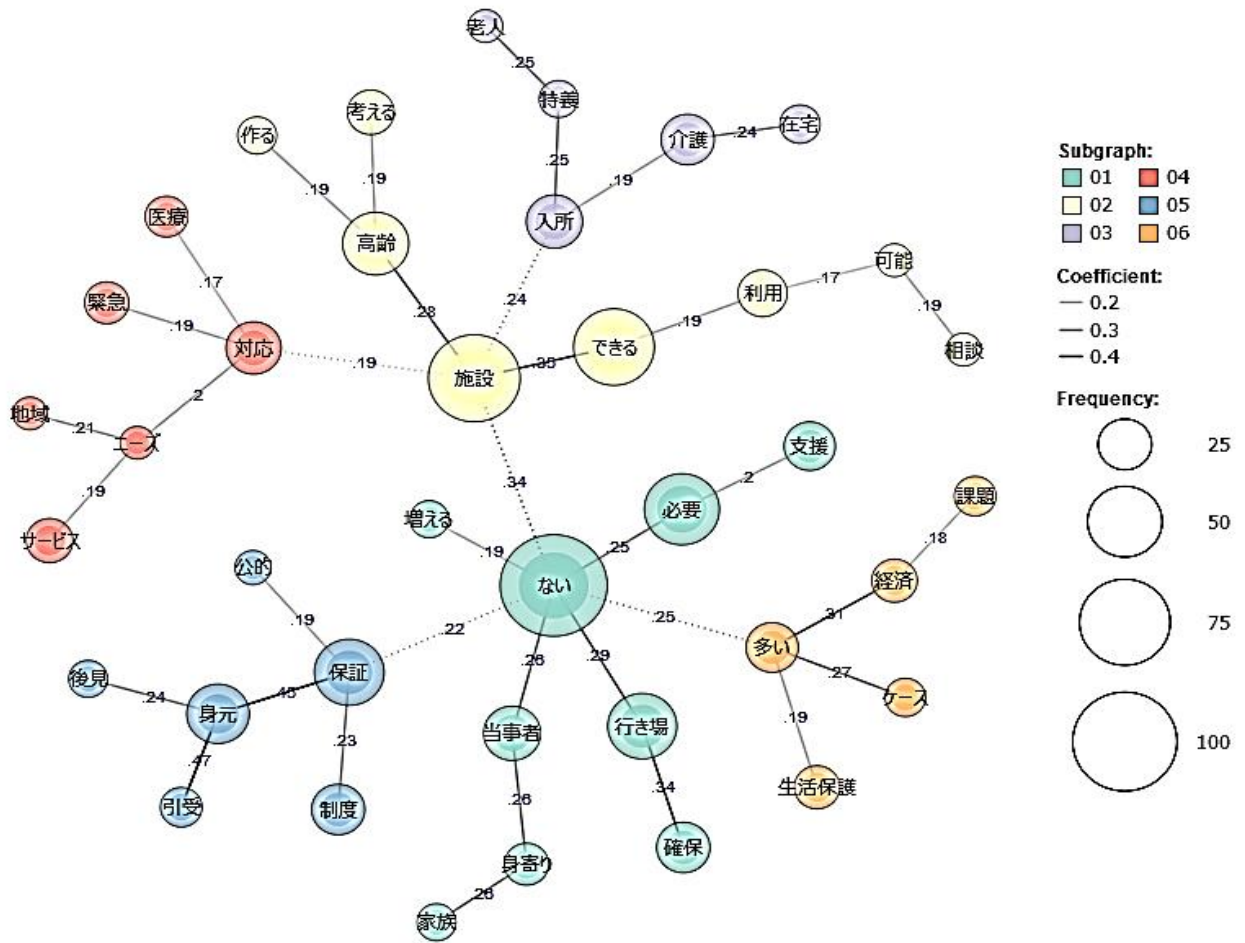 老人
.25
特義
考える
作る
介護
.24
在宅
.25
.19
.19
.19
入所
医療
高齢
.17
.24
可能
緊急
.19
利用
.17
.19
.19
対応
できる
相談
.19
施設
.35
.2
地域
.21
ニーズ
.19
サービス
.34
支援
.2
必要
増える
.25
.19
課題
.18
経済
ない
公的
.19
.22
.25
.31
多い
.27
ケース
.19
生活保護
保証
後見
.24
身元
.23
.47
引受
制度
.29
当事者
行き場
.34
確保
身寄り
家族
Subgraph:
01
04
02
05
03
06
Coefficient:
0.2
0.3
0.4
Frequency:
25
50
75
100